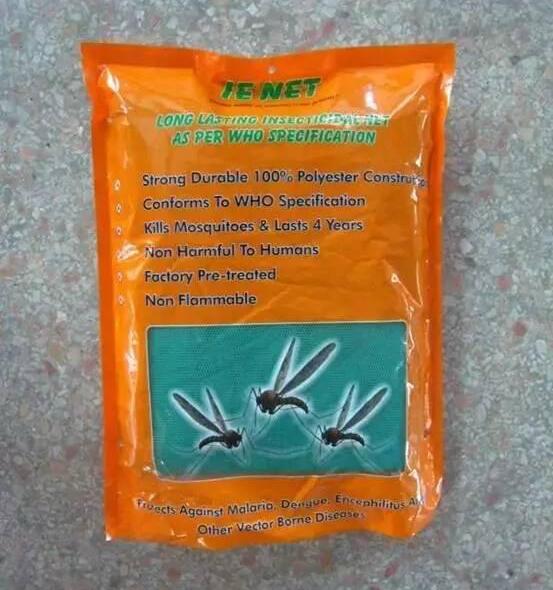 NET
LONG LASTING INSECTICIDAL NET
AS PER WHO SPECIFICATION
Strong Durable 100% Polyester
Conforms To WHO Specification
Kills Mosquitoes & Lasts 4 Years
Non Harmful To Humans
Factory Pre-treated
Non Flammable
Against Malaria, Dengue, Encephilitus
Other Vector Borne Diseases